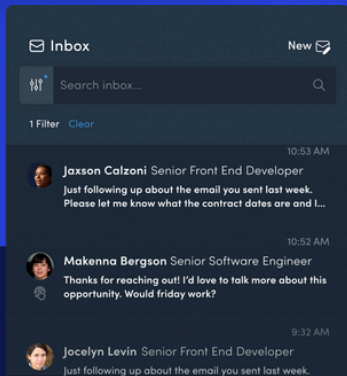 Inbox
New
Search inbox...
1 Filter Clear
10:53 AM
Jaxson Calzoni Senior Front End Developer
Just following up about the email you sent last week.
Please let me know what the contract dates are and I...
10:52 AM
Makenna Bergson Senior Software Engineer
Thanks for reaching out! I'd love to talk more about this
opportunity. Would friday work?
9:32 AM
Jocelyn Levin Senior Front End Developer
Just following up about the email you sent last week.